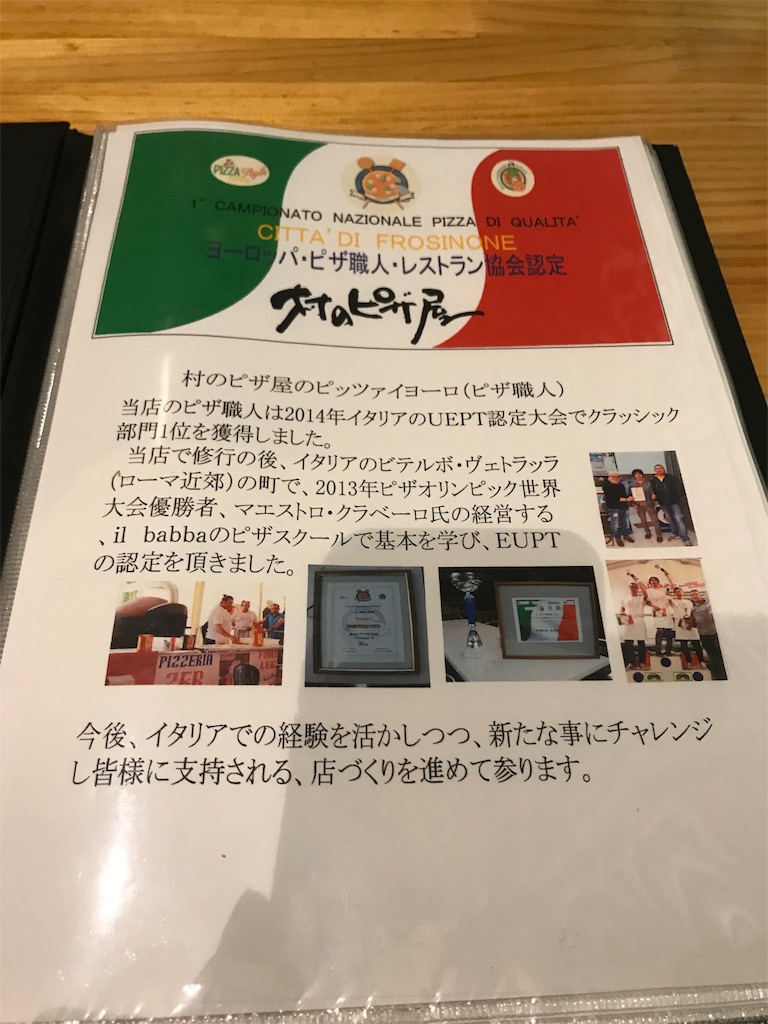 PIZZA Style
1° CAMPIONATO NAZIONALE PIZZA DI QUALITA'
CITTA' DI FROSINONE
ヨーロッパ・ピザ職人・レストラン協会認定
村のピザ屋
村のピザ屋のピッツァイヨーロ(ピザ職人)
当店のピザ職人は2014年イタリアのUEPT認定大会でクラッシック
部門1位を獲得しました。
当店で修行の後、イタリアのビテルボ・ヴェトラッラ
(ローマ近郊)の町で、2013年ピザオリンピック世界
大会優勝者、マエストロ・クラベーロ氏の経営する
、il babbaのピザスクールで基本を学び、EUPT
の認定を頂きました。
PIZZERIA
今後、イタリアでの経験を活かしつつ、新たな事にチャレンジ
し皆様に支持される、店づくりを進めて参ります。